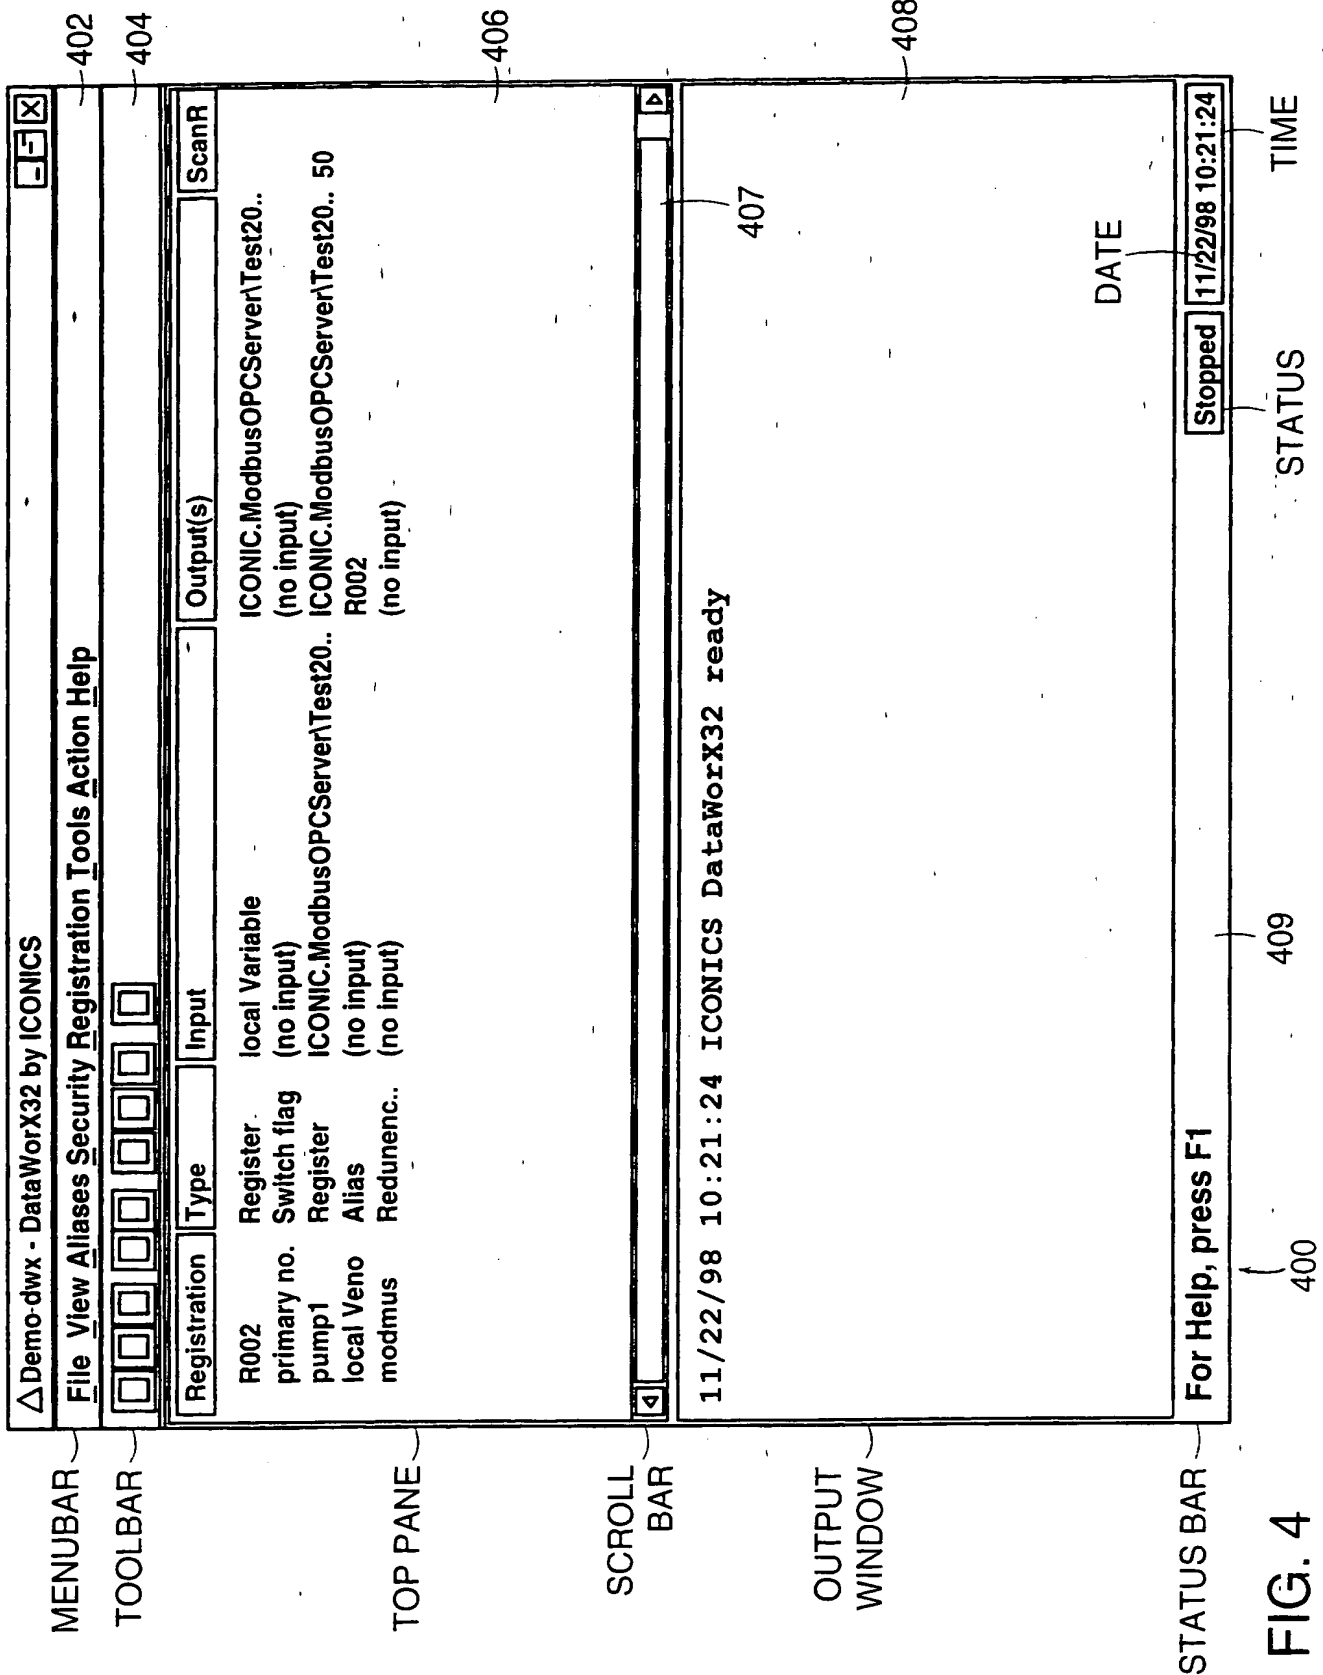 Demo-dwx - DataWorX32 by ICONICS
MENUBAR
File View Aliases Security Registration Tools Action Help
402
TOOLBAR
404
Registration Type Input Output(s) ScanR
R002 Register local Variable ICONIC.ModbusOPCServer\Test20..
primary no. Switch flag (no input) (no input)
pump1 Register ICONIC.ModbusOPCServer\Test20.. ICONIC.ModbusOPCServer\Test20.. 50
local Veno Alias (no input) R002
modmus Redunenc.. (no input) (no input)
TOP PANE
406
SCROLL
BAR
407
11/22/98 10:21:24 ICONICS DataWorX32 ready
OUTPUT
WINDOW
408
DATE
STATUS BAR
For Help, press F1
Stopped
11/22/98 10:21:24
400
409
STATUS
TIME
FIG. 4